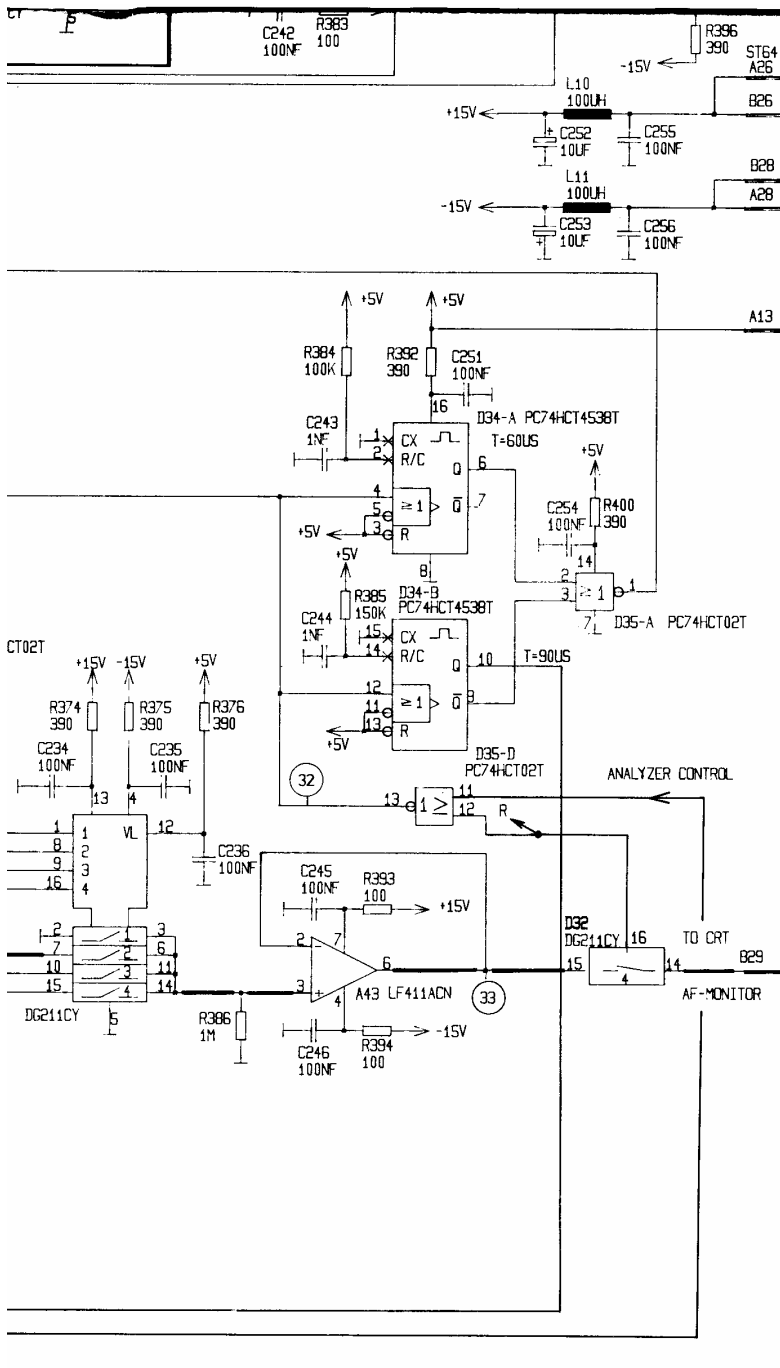 CY
5
C242
100NF
R383
100
R396
390
-15V
ST64
A26
L10
100UH
+15V
B26
C252
10UF
C255
100NF
B28
L11
100UH
-15V
A28
C253
10UF
C256
100NF
+5V
+5V
A13
R384
100K
R392
390
C251
100NF
16
D34-A PC74HCT4538T
T=60US
C243
1NF
1
CX
2
R/C
Q
6
+5V
4
≥1
Q
7
5
3
R
+5V
8
C254
100NF
R400
390
14
2
3
≥1
1
7
D35-A PC74HCT02T
+5V
R385
150K
D34-B
PC74HCT4538T
C244
1NF
15
CX
14
R/C
Q
10
T=90US
12
≥1
Q
9
11
13
R
+5V
CT02T
+15V
-15V
+5V
R374
390
R375
390
R376
390
C234
100NF
C235
100NF
13
4
32
D35-D
PC74HCT02T
13
1 ≥
11
12
R
ANALYZER CONTROL
1
1
VL
12
8
2
9
3
16
4
C236
100NF
C245
100NF
R393
100
+15V
2
1
3
7
2
6
10
3
11
15
4
14
DG211CY
5
R386
1M
2
-
7
3
+
4
6
A43 LF411ACN
33
C246
100NF
R394
100
-15V
D32
DG211CY
16
15
4
14
TO CRT
B29
AF-MONITOR